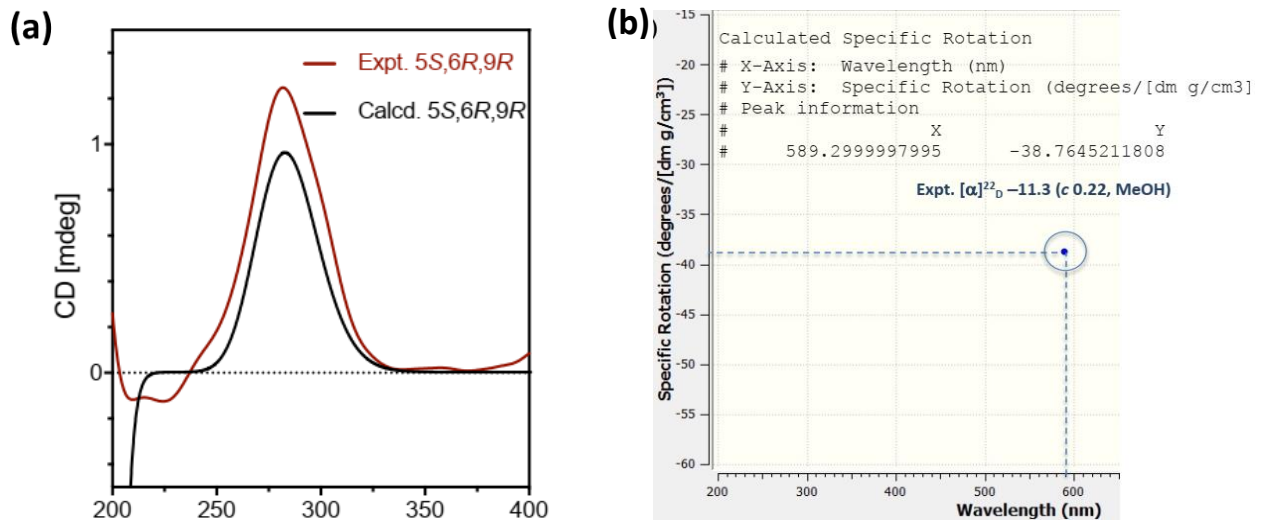 (a)
Expt. 5S,6R,9R
Calcd. 5S,6R,9R
CD [mdeg]
1
0
200 250 300 350 400
(b)
Calculated Specific Rotation
# X-Axis: Wavelength (nm)
# Y-Axis: Specific Rotation (degrees/[dm g/cm3]
# Peak information
# X Y
# 589.2999997995 -38.7645211808
Expt. [α]²²D –11.3 (c 0.22, MeOH)
Specific Rotation (degrees/[dm g/cm³])
-15
-20
-25
-30
-35
-40
-45
-50
-55
-60
200 300 400 500 600
Wavelength (nm)